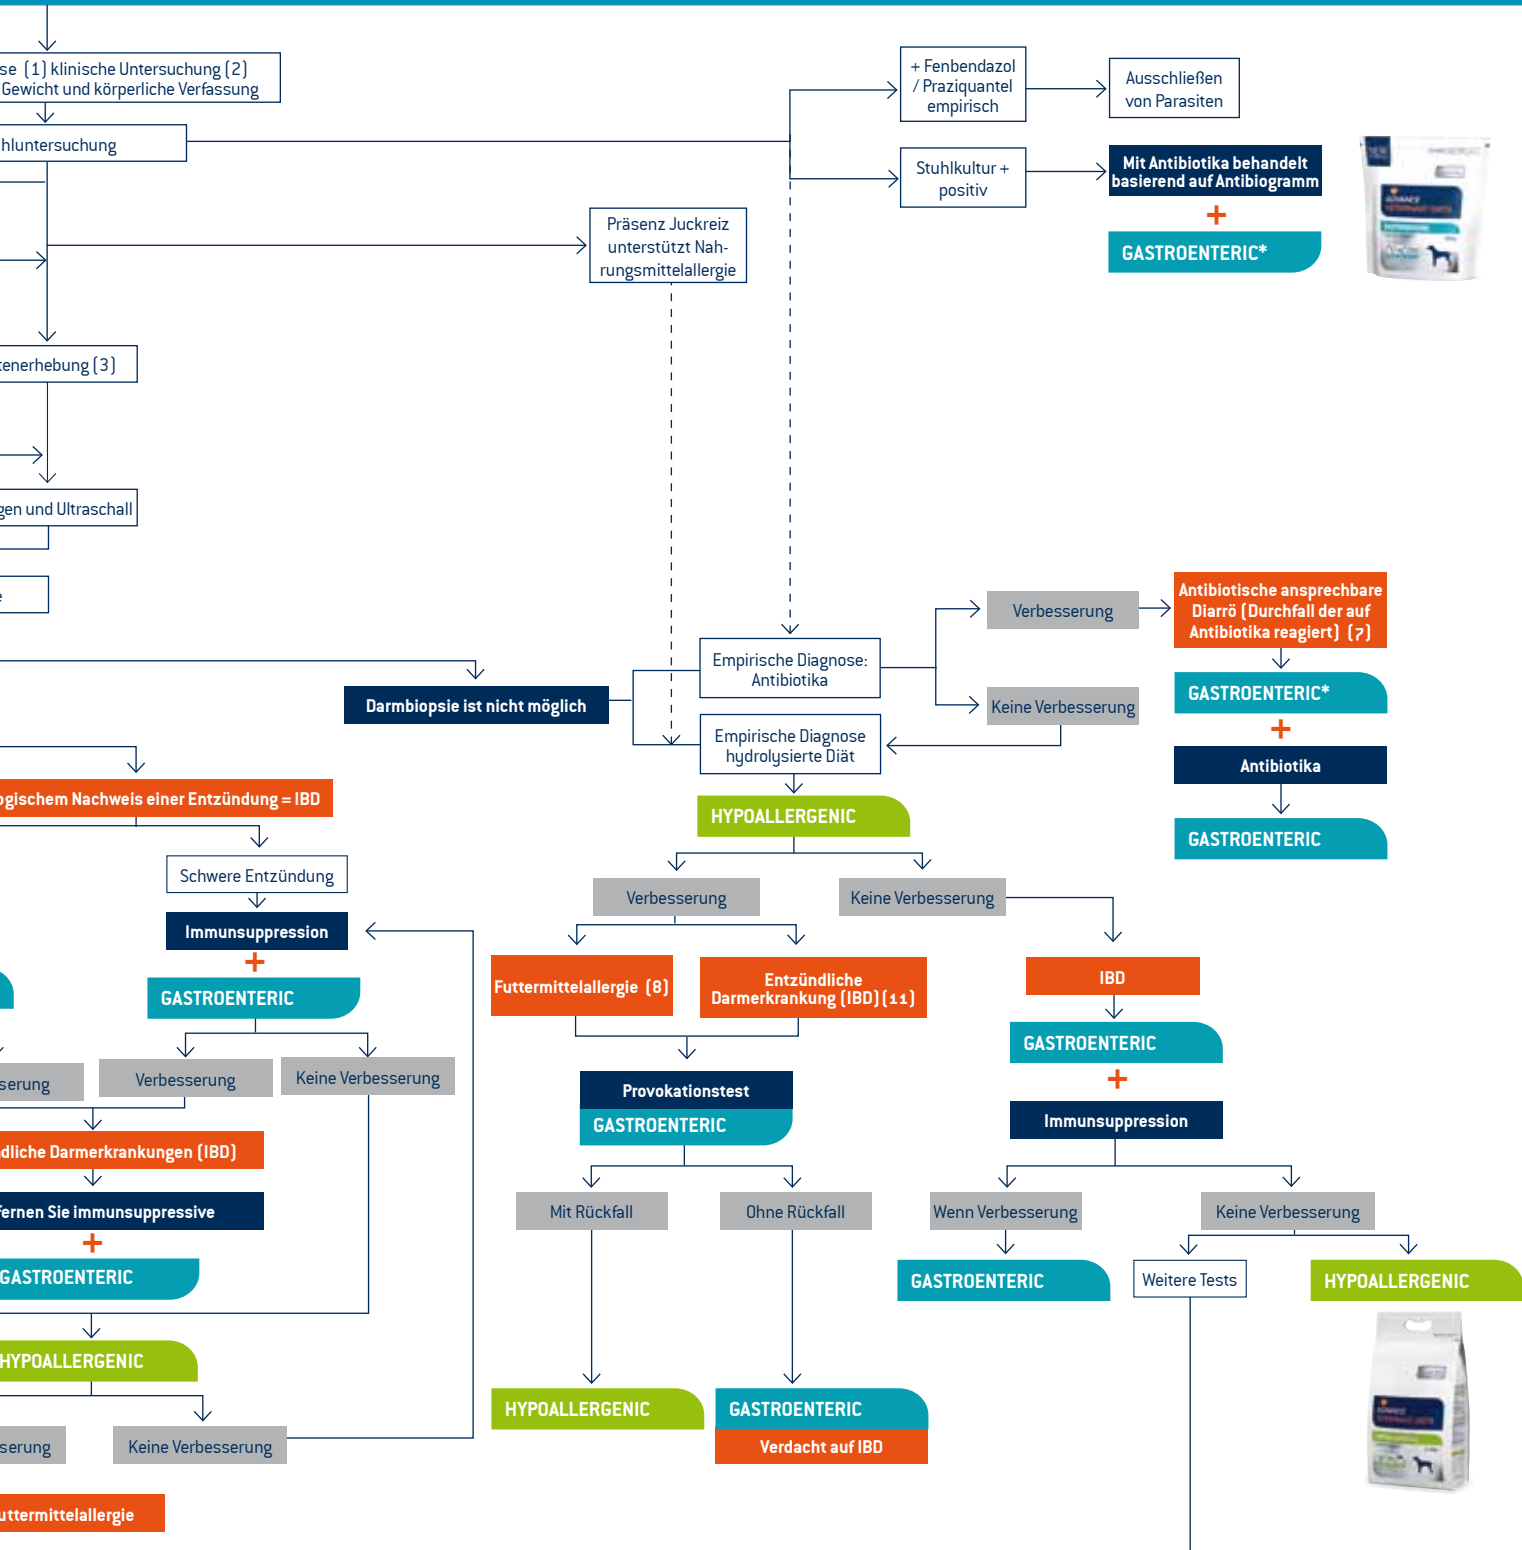 se (1) klinische Untersuchung (2)
Gewicht und körperliche Verfassung
hluntersuchung
+ Fenbendazol
/ Praziquantel
empirisch
Ausschließen
von Parasiten
Stuhlkultur +
positiv
Mit Antibiotika behandelt
basierend auf Antibiogramm
+
GASTROENTERIC*
Präsenz Juckreiz
unterstützt Nah-
rungsmittelallergie
tenerhebung (3)
gen und Ultraschall
e
Darmbiopsie ist nicht möglich
Empirische Diagnose:
Antibiotika
Empirische Diagnose
hydrolysierte Diät
Verbesserung
Keine Verbesserung
Antibiotische ansprechbare
Diarrö (Durchfall der auf
Antibiotika reagiert) (7)
GASTROENTERIC*
+
Antibiotika
GASTROENTERIC
ogischem Nachweis einer Entzündung = IBD
Schwere Entzündung
Immunsuppression
+
GASTROENTERIC
serung
Verbesserung
Keine Verbesserung
dliche Darmerkrankungen (IBD)
fernen Sie immunsuppressive
+
GASTROENTERIC
HYPOALLERGENIC
serung
Keine Verbesserung
uttermittelallergie
HYPOALLERGENIC
Verbesserung
Keine Verbesserung
Futtermittelallergie (8)
Entzündliche
Darmerkrankung (IBD) (11)
Provokationstest
GASTROENTERIC
Mit Rückfall
Ohne Rückfall
HYPOALLERGENIC
GASTROENTERIC
Verdacht auf IBD
IBD
GASTROENTERIC
+
Immunsuppression
Wenn Verbesserung
Keine Verbesserung
GASTROENTERIC
Weitere Tests
HYPOALLERGENIC
ADVANCE
ADVANCE